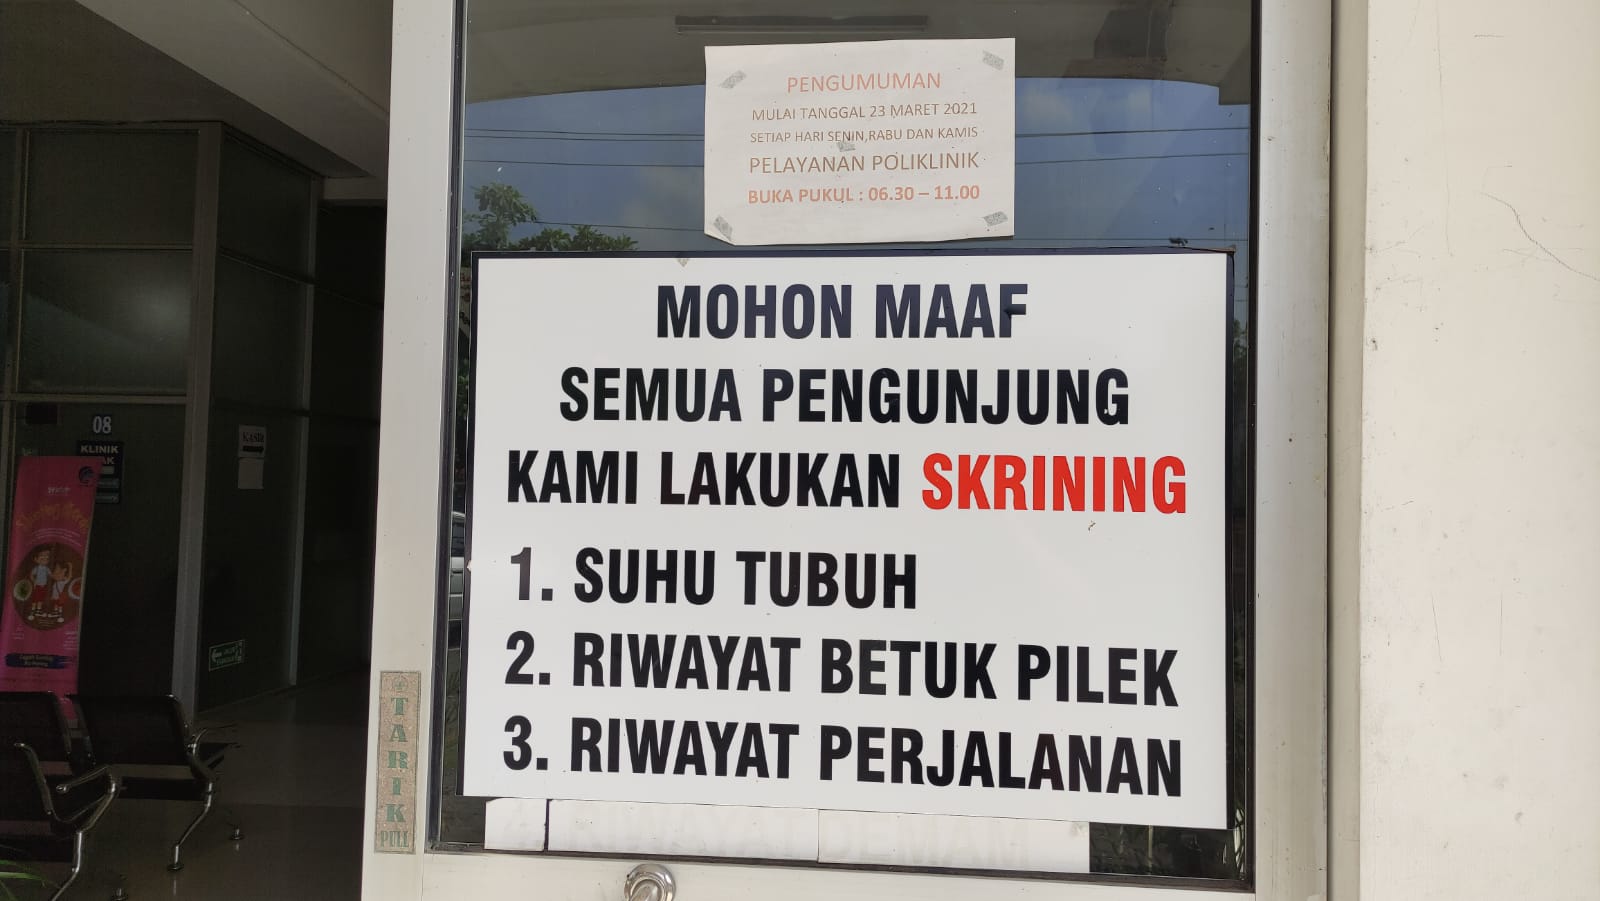 PENGUMUMAN
MULAI TANGGAL 23 MARET 2021
SETIAP HARI SENIN,RABU DAN KAMIS
PELAYANAN POLIKLINIK
BUKA PUKUL : 06.30 – 11.00
MOHON MAAF
SEMUA PENGUNJUNG
KAMI LAKUKAN SKRINING
1. SUHU TUBUH
2. RIWAYAT BETUK PILEK
3. RIWAYAT PERJALANAN
08
KLINIK
KASIR
TARIK
PULL